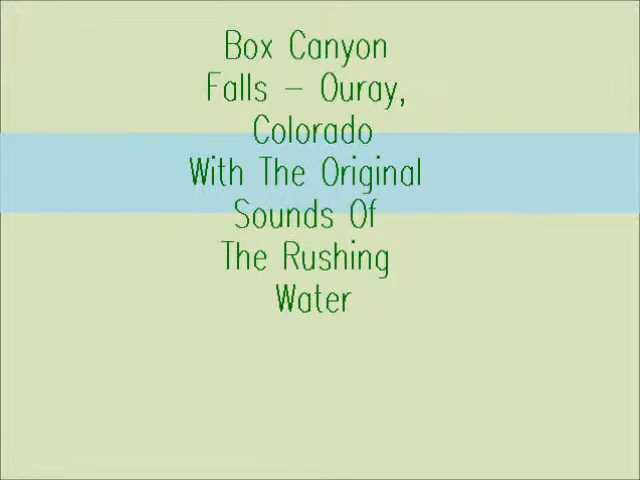 Box Canyon
Falls - Ouray,
Colorado
With The Original
Sounds Of
The Rushing
Water